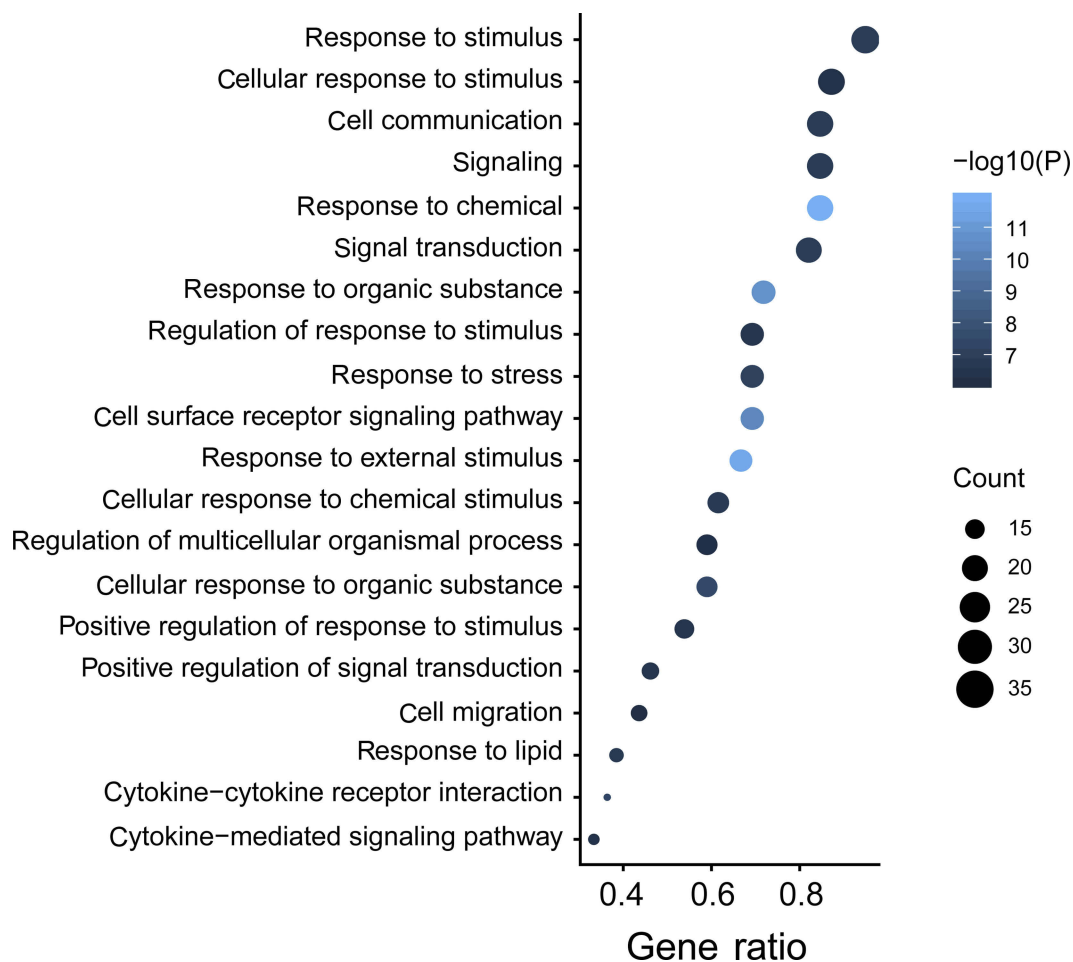 Response to stimulus
Cellular response to stimulus
Cell communication
Signaling
Response to chemical
Signal transduction
Response to organic substance
Regulation of response to stimulus
Response to stress
Cell surface receptor signaling pathway
Response to external stimulus
Cellular response to chemical stimulus
Regulation of multicellular organismal process
Cellular response to organic substance
Positive regulation of response to stimulus
Positive regulation of signal transduction
Cell migration
Response to lipid
Cytokine−cytokine receptor interaction
Cytokine−mediated signaling pathway
0.4 0.6 0.8
Gene ratio
−log10(P)
11
10
9
8
7
Count
15
20
25
30
35